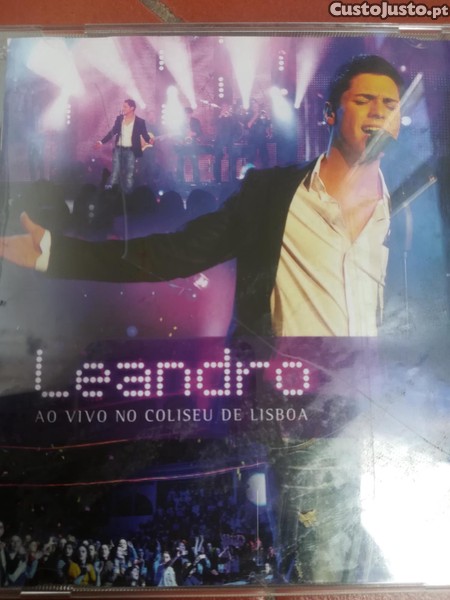 CustoJusto.pt
Leandro
AO VIVO NO COLISEU DE LISBOA